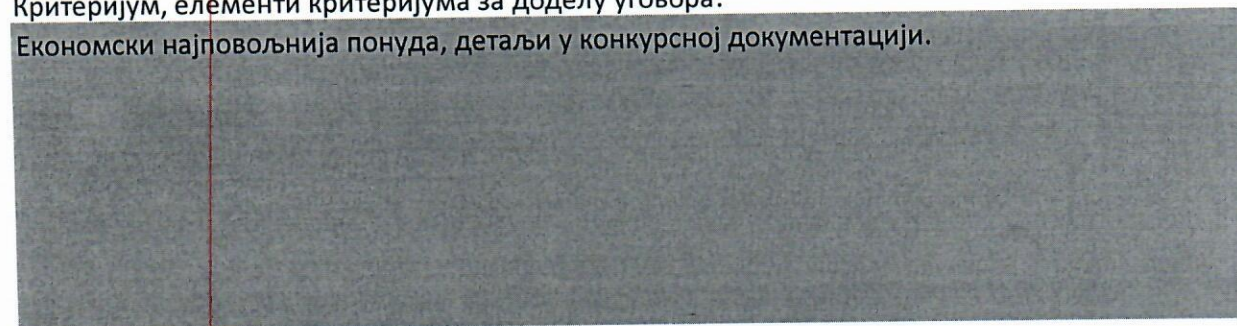 Критеријум, елементи критеријума за доделу уговора:
Економски најповољнија понуда, детаљи у конкурсној документацији.